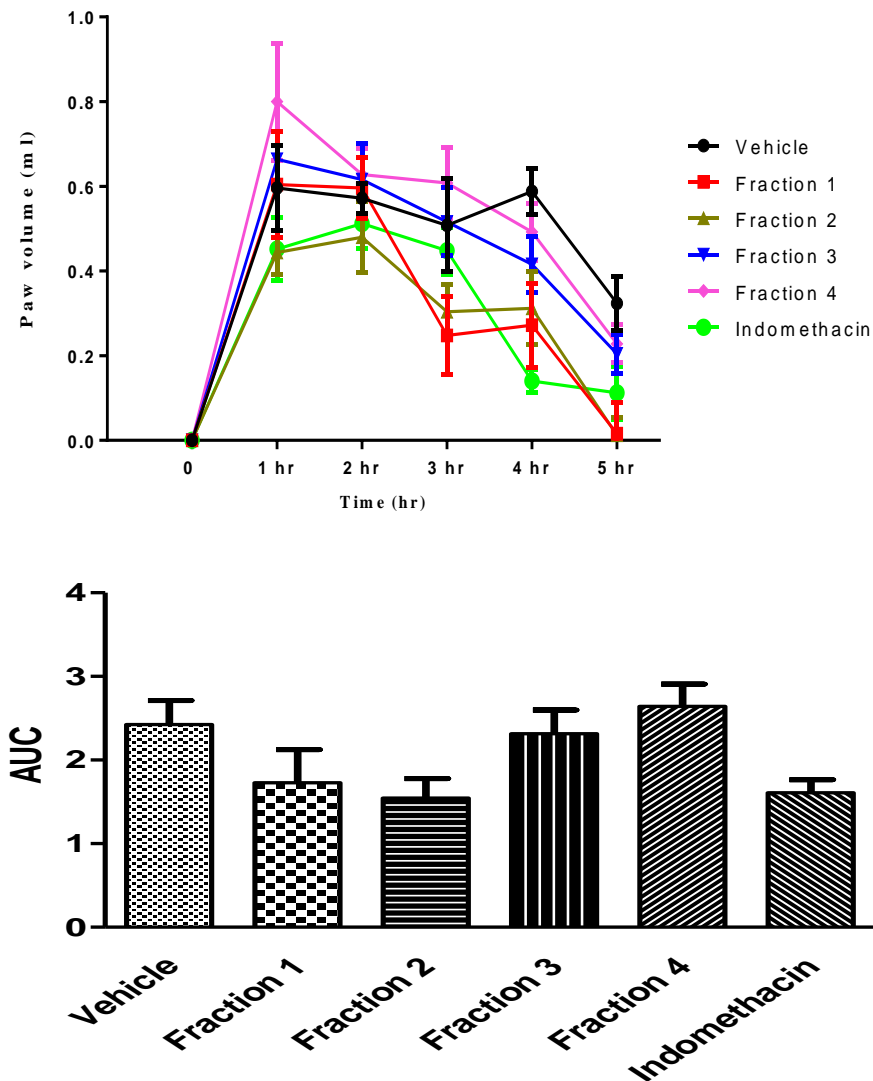 1.0
0.8
0.6
0.4
0.2
0.0
Paw volume (ml)
0 1 hr 2 hr 3 hr 4 hr 5 hr
Time (hr)
Vehicle
Fraction 1
Fraction 2
Fraction 3
Fraction 4
Indomethacin
4
3
2
1
0
AUC
Vehicle
Fraction 1
Fraction 2
Fraction 3
Fraction 4
Indomethacin